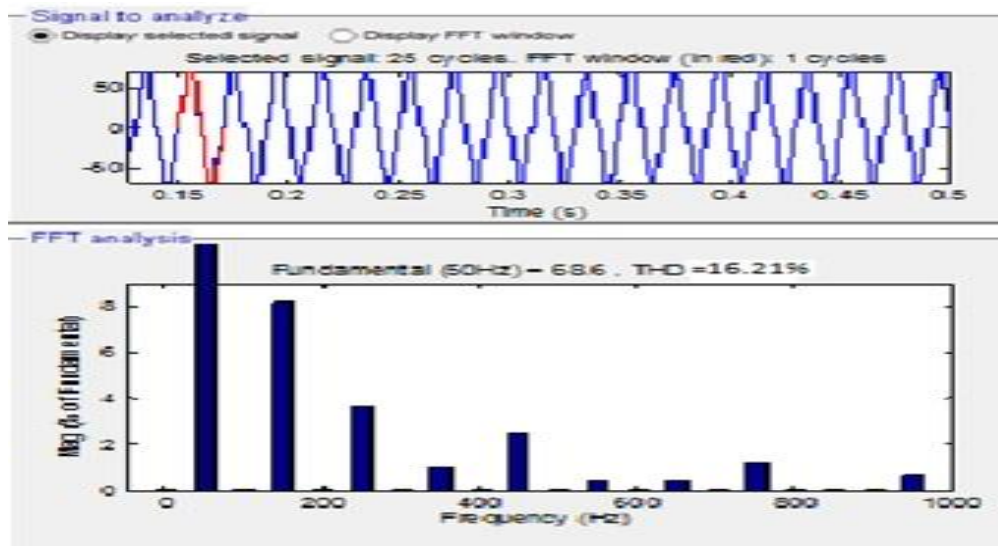 Signal to analyze
Display selected signal Display FFT window
Selected signal: 25 cycles. FFT window (in red): 1 cycles
50
0
-50
0.15 0.2 0.25 0.3 0.35 0.4 0.45 0.5
Time (s)
FFT analysis
Fundamental (50Hz) = 68.6 , THD =16.21%
Mag (% of Fundamental)
8
6
4
2
0
0 200 400 600 800 1000
Frequency (Hz)